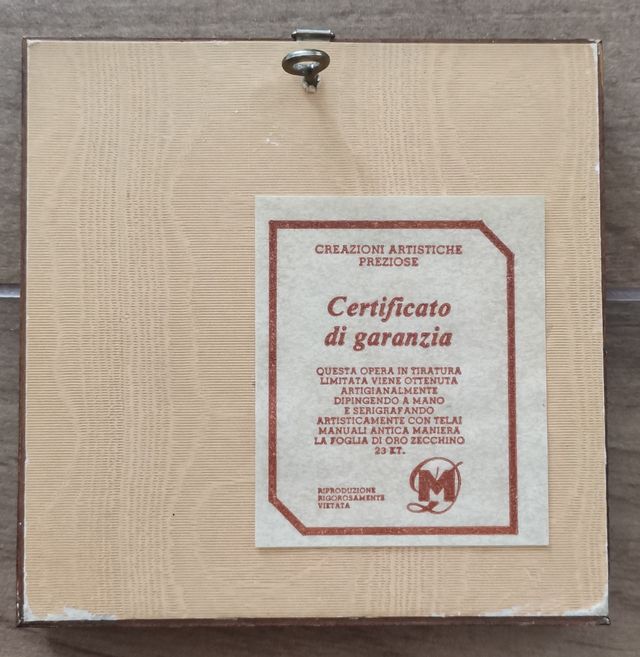 CREAZIONI ARTISTICHE
PREZIOSE
Certificato
di garanzia
QUESTA OPERA IN TIRATURA
LIMITATA VIENE OTTENUTA
ARTIGIANALMENTE
DIPINGENDO A MANO
E SERIGRAFANDO
ARTISTICAMENTE CON TELAI
MANUALI ANTICA MANIERA
LA FOGLIA DI ORO ZECCHINO
23 KT.
RIPRODUZIONE
RIGOROSAMENTE
VIETATA
M